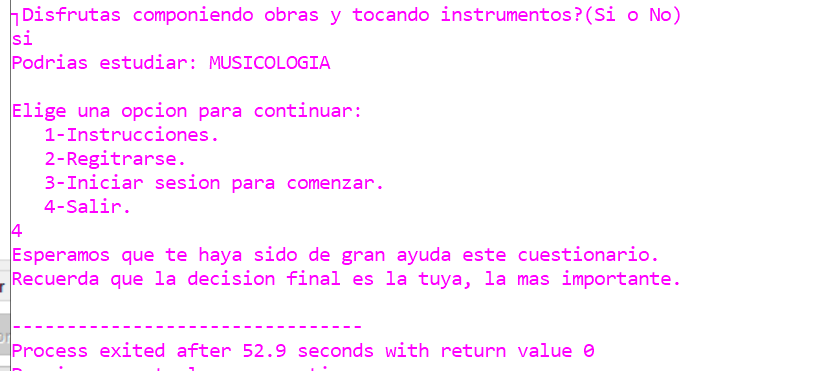 ┐Disfrutas componiendo obras y tocando instrumentos?(Si o No)
si
Podrias estudiar: MUSICOLOGIA
Elige una opcion para continuar:
1-Instrucciones.
2-Regitrarse.
3-Iniciar sesion para comenzar.
4-Salir.
4
Esperamos que te haya sido de gran ayuda este cuestionario.
Recuerda que la decision final es la tuya, la mas importante.
--------------------------------
Process exited after 52.9 seconds with return value 0